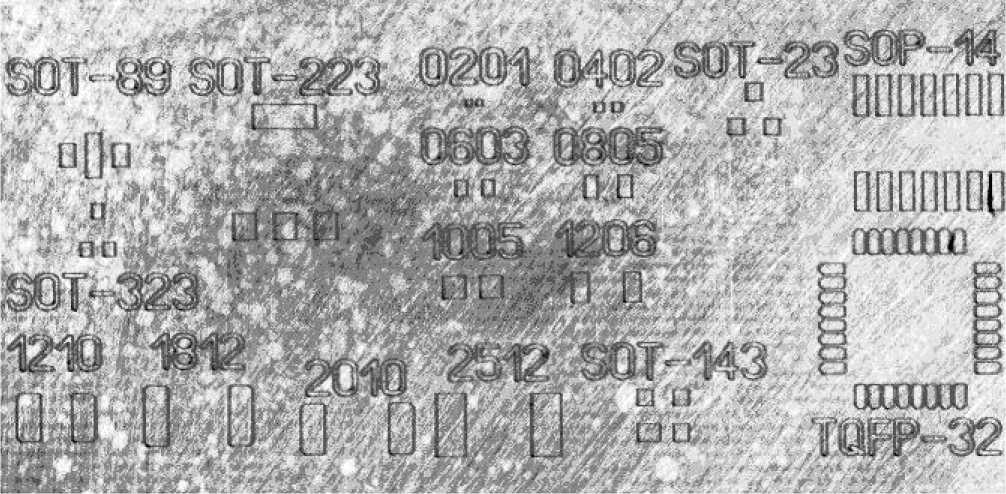 SOT-89 SOT-223 0201 0402 SOT-23 SOP-14
0603 0805
1005 1206
SOT-323
1210 1812 2010 2512 SOT-143
TQFP-32